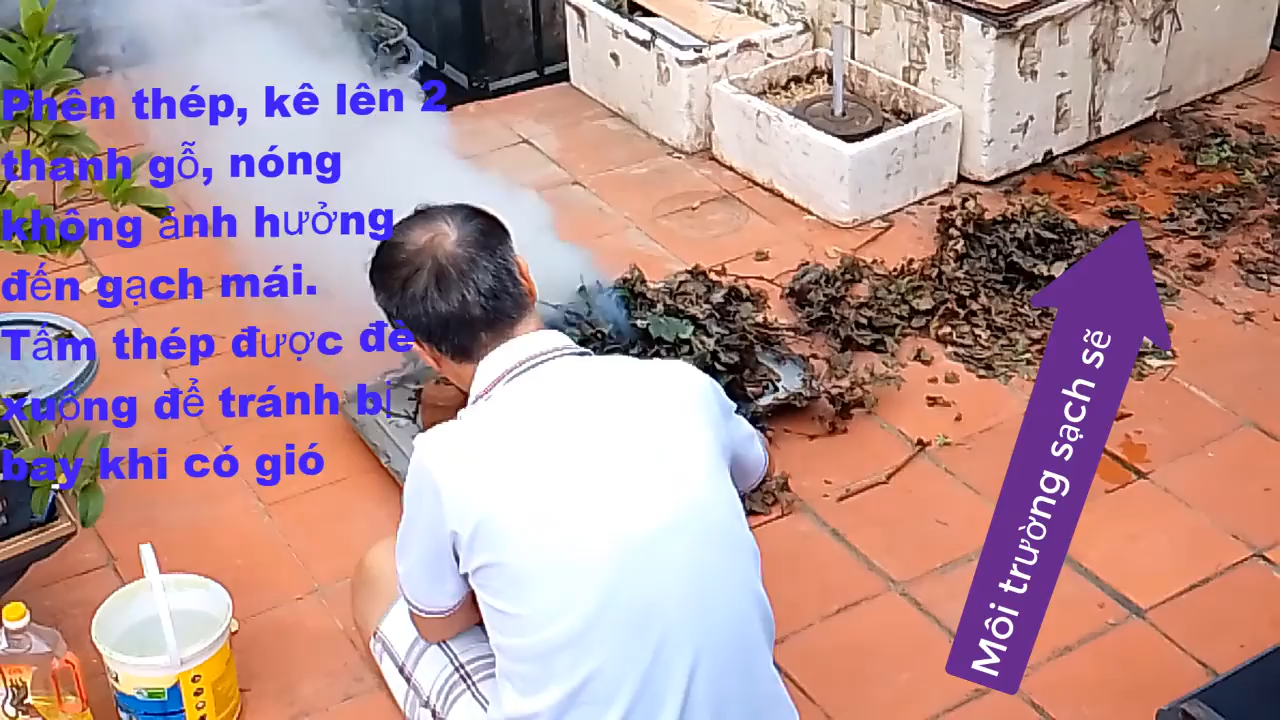 Phên thép, kê lên 2
thanh gỗ, nóng
không ảnh hưởng
đến gạch mái.
Tấm thép được đè
xuống để tránh bị
bay khi có gió
Môi trường sạch sẽ